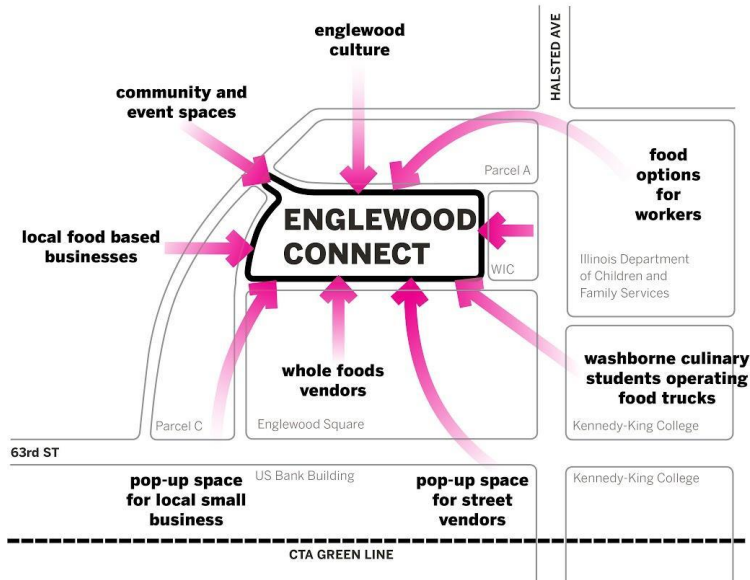 englewood
culture
HALSTED AVE
community and
event spaces
Parcel A
food
options
for
workers
ENGLEWOOD
CONNECT
local food based
businesses
WIC
Illinois Department
of Children and
Family Services
whole foods
vendors
washborne culinary
students operating
food trucks
Parcel C
Englewood Square
Kennedy-King College
63rd ST
US Bank Building
pop-up space
for local small
business
pop-up space
for street
vendors
Kennedy-King College
CTA GREEN LINE